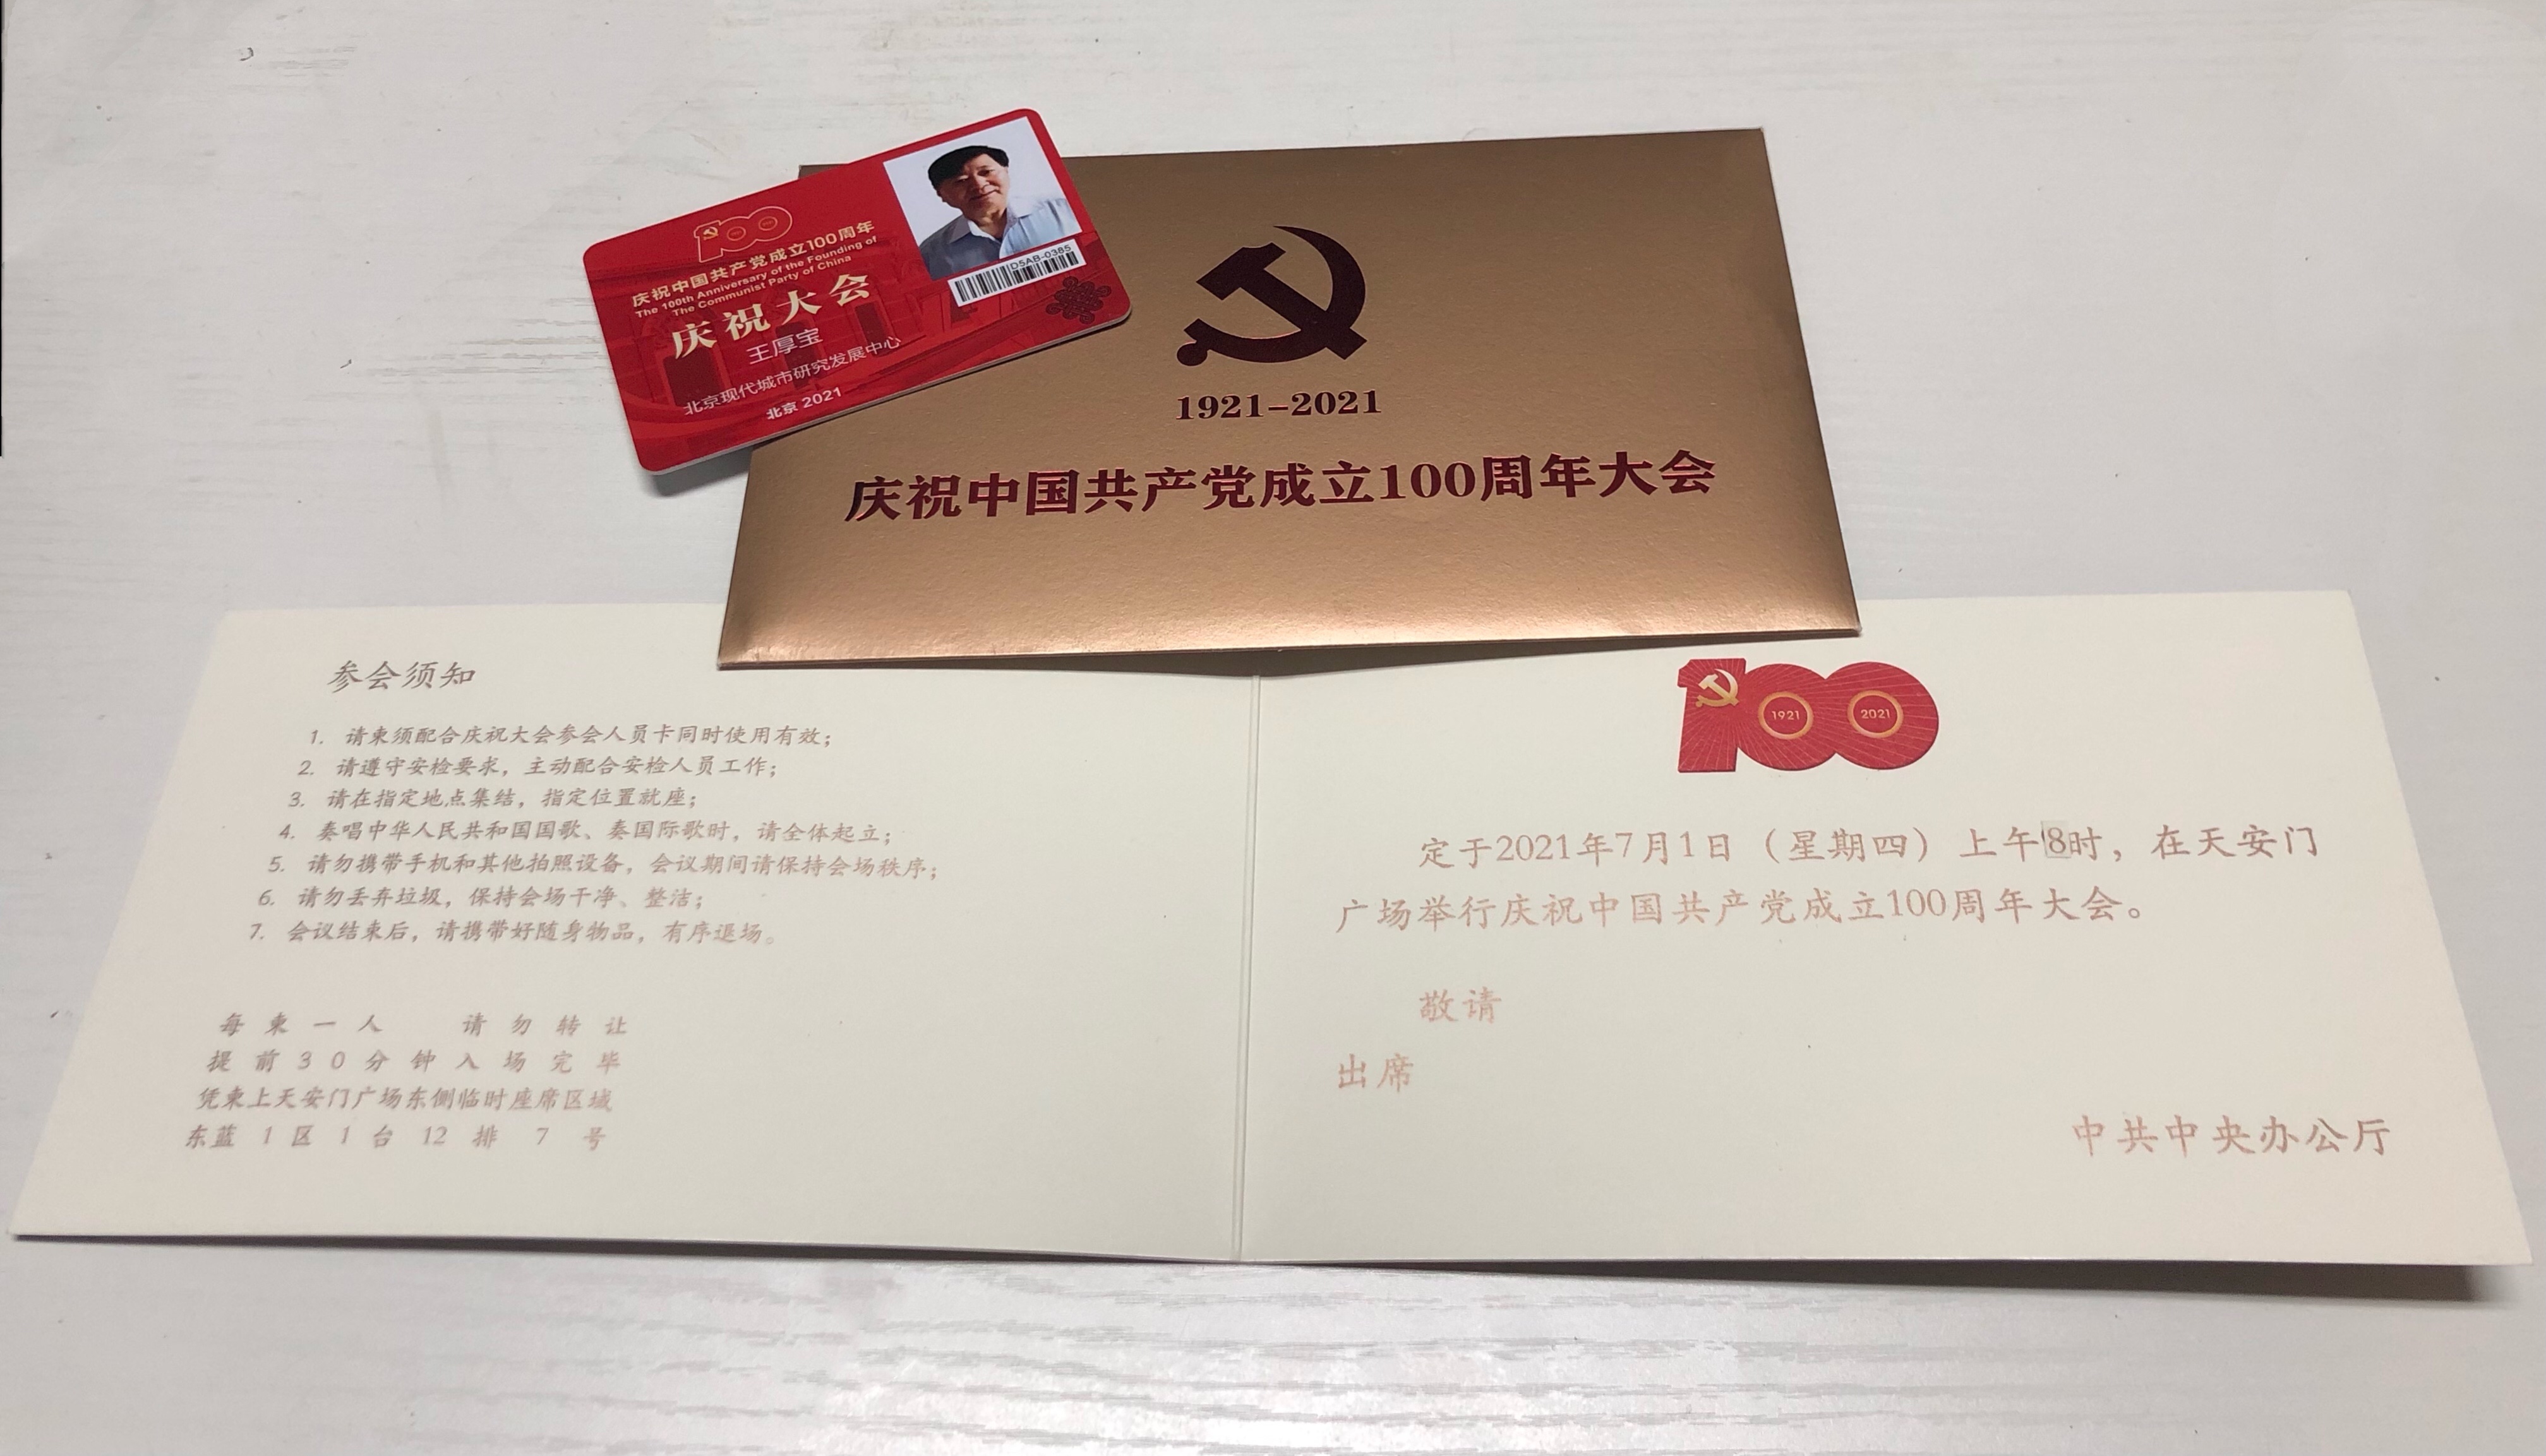 100
庆祝中国共产党成立100周年
The 100th Anniversary of the Founding of
The Communist Party of China
庆祝大会
王厚宝
北京现代城市研究发展中心
北京 2021
D5AB-0385
1921-2021
庆祝中国共产党成立100周年大会
参会须知
1. 请柬须配合庆祝大会参会人员卡同时使用有效；
2. 请遵守安检要求，主动配合安检人员工作；
3. 请在指定地点集结，指定位置就座；
4. 奏唱中华人民共和国国歌、奏国际歌时，请全体起立；
5. 请勿携带手机和其他拍照设备，会议期间请保持会场秩序；
6. 请勿丢弃垃圾，保持会场干净、整洁；
7. 会议结束后，请携带好随身物品，有序退场。
每柬一人 请勿转让
提前30分钟入场完毕
凭柬上天安门广场东侧临时座席区域
东蓝 1 区 1 台 12 排 7 号
100
1921 2021
定于2021年7月1日（星期四）上午8时，在天安门
广场举行庆祝中国共产党成立100周年大会。
敬请
出席
中共中央办公厅